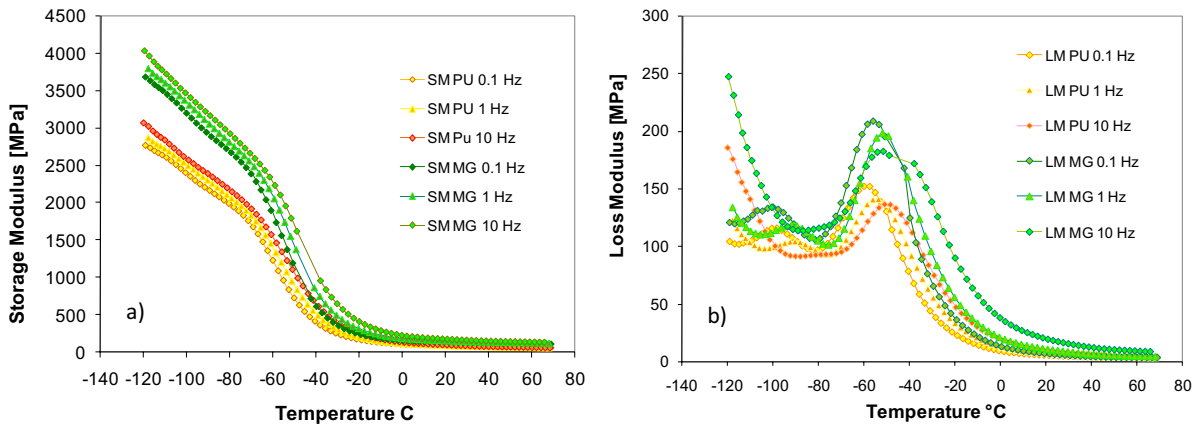 4500
4000
3500
3000
2500
2000
1500
1000
500
0
Storage Modulus [MPa]
SM PU 0.1 Hz
SM PU 1 Hz
SM Pu 10 Hz
SM MG 0.1 Hz
SM MG 1 Hz
SM MG 10 Hz
a)
-140 -120 -100 -80 -60 -40 -20 0 20 40 60 80
Temperature C
300
250
200
150
100
50
0
Loss Modulus [MPa]
LM PU 0.1 Hz
LM PU 1 Hz
LM PU 10 Hz
LM MG 0.1 Hz
LM MG 1 Hz
LM MG 10 Hz
b)
-140 -120 -100 -80 -60 -40 -20 0 20 40 60 80
Temperature °C